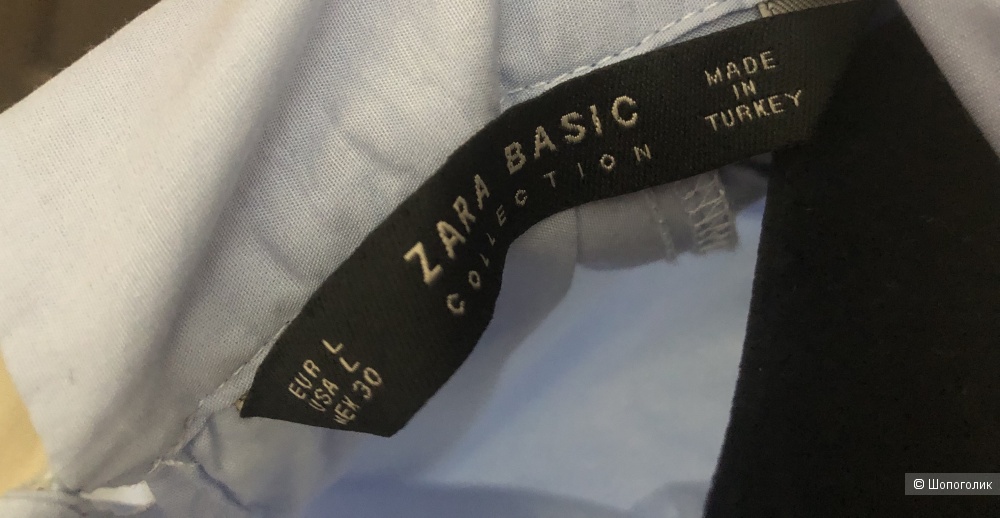 ZARA BASIC
COLLECTION
MADE
IN
TURKEY
EUR L
USA L
MEX 30
© Шопоголик